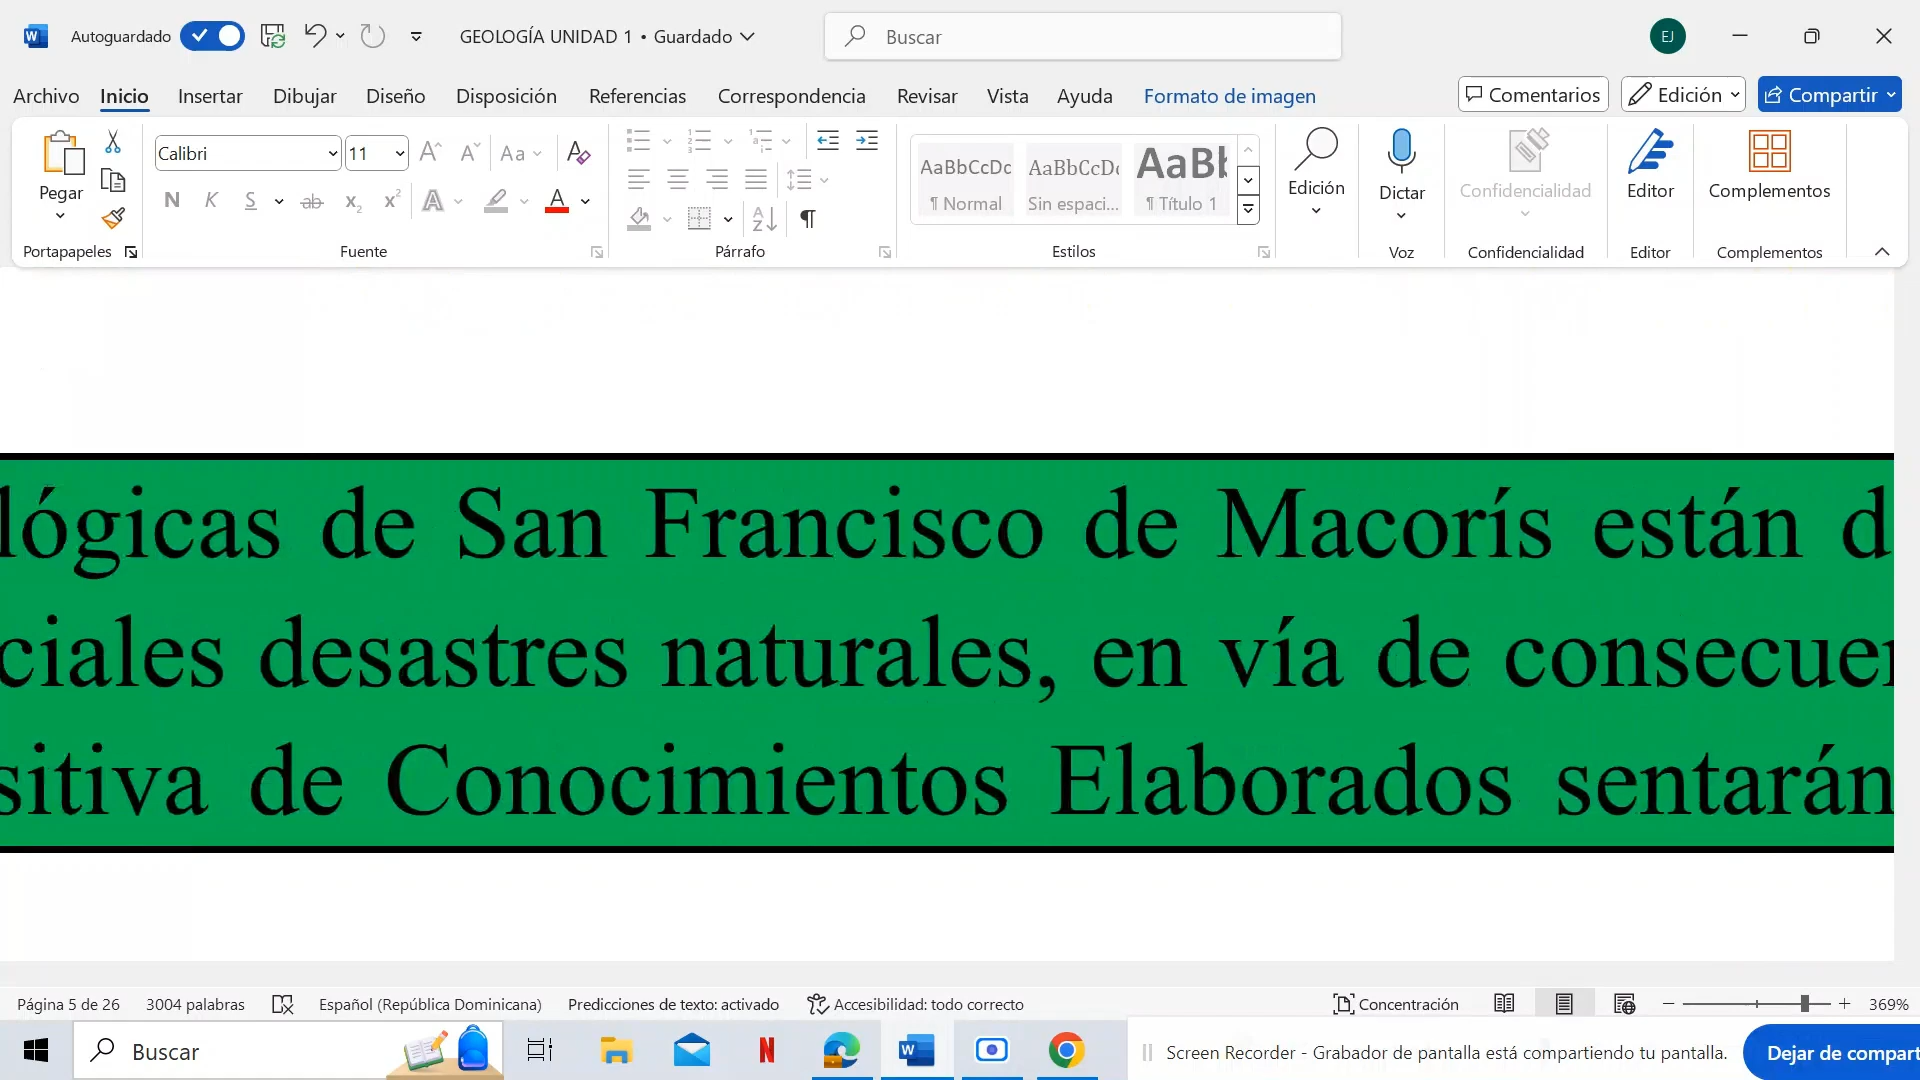 Autoguardado
GEOLOGÍA UNIDAD 1 • Guardado
Buscar
EJ
Archivo Inicio Insertar Dibujar Diseño Disposición Referencias Correspondencia Revisar Vista Ayuda Formato de imagen
Comentarios Edición Compartir
Pegar
Portapapeles
Calibri 11
Fuente
Párrafo
AaBbCcDc AaBbCcDc AaBb
¶ Normal Sin espaci... ¶ Título 1
Estilos
Edición
Dictar
Voz
Confidencialidad
Confidencialidad
Editor
Editor
Complementos
Complementos
lógicas de San Francisco de Macorís están d
ciales desastres naturales, en vía de consecuen
sitiva de Conocimientos Elaborados sentarán
Página 5 de 26 3004 palabras Español (República Dominicana) Predicciones de texto: activado Accesibilidad: todo correcto Concentración 369%
Buscar
Screen Recorder - Grabador de pantalla está compartiendo tu pantalla.
Dejar de compart